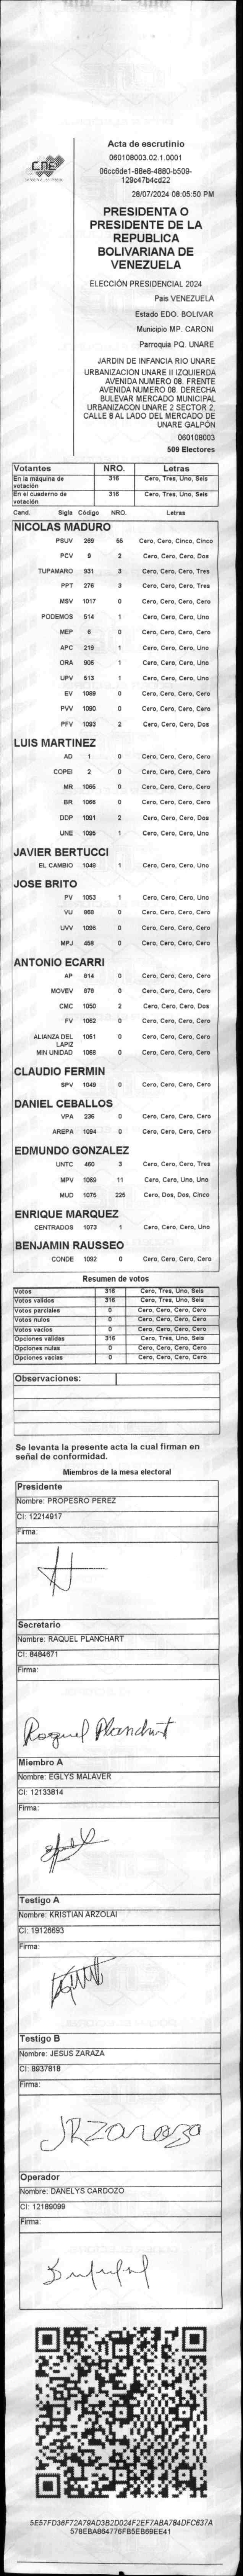 Acta de escrutinio
060108003.02.1.0001
06cc6de1-88e8-4880-b509-
129c47b4cd22
28/07/2024 08:05:50 PM
PRESIDENTA O
PRESIDENTE DE LA
REPUBLICA
BOLIVARIANA DE
VENEZUELA
CNE
ELECCIÓN PRESIDENCIAL 2024
Pais VENEZUELA
Estado EDO. BOLIVAR
Municipio MP. CARONI
Parroquia PQ. UNARE
JARDIN DE INFANCIA RIO UNARE
URBANIZACION UNARE II IZQUIERDA
AVENIDA NUMERO 08. FRENTE
AVENIDA NUMERO 08. DERECHA
BULEVAR MERCADO MUNICIPAL
URBANIZACON UNARE 2 SECTOR 2,
CALLE 8 AL LADO DEL MERCADO DE
UNARE GALPÓN
060108003
509 Electores
Votantes NRO. Letras
En la máquina de votación 316 Cero, Tres, Uno, Seis
En el cuaderno de votación 316 Cero, Tres, Uno, Seis
Cand. Sigla Código NRO. Letras
NICOLAS MADURO
PSUV 269 55 Cero, Cero, Cinco, Cinco
PCV 9 2 Cero, Cero, Cero, Dos
TUPAMARO 931 3 Cero, Cero, Cero, Tres
PPT 276 3 Cero, Cero, Cero, Tres
MSV 1017 0 Cero, Cero, Cero, Cero
PODEMOS 514 1 Cero, Cero, Cero, Uno
MEP 6 0 Cero, Cero, Cero, Cero
APC 219 1 Cero, Cero, Cero, Uno
ORA 905 1 Cero, Cero, Cero, Uno
UPV 513 1 Cero, Cero, Cero, Uno
EV 1089 0 Cero, Cero, Cero, Cero
PVV 1090 0 Cero, Cero, Cero, Cero
PFV 1093 2 Cero, Cero, Cero, Dos
LUIS MARTINEZ
AD 1 0 Cero, Cero, Cero, Cero
COPEI 2 0 Cero, Cero, Cero, Cero
MR 1065 0 Cero, Cero, Cero, Cero
BR 1066 0 Cero, Cero, Cero, Cero
DDP 1091 2 Cero, Cero, Cero, Dos
UNE 1095 1 Cero, Cero, Cero, Uno
JAVIER BERTUCCI
EL CAMBIO 1048 1 Cero, Cero, Cero, Uno
JOSE BRITO
PV 1053 1 Cero, Cero, Cero, Uno
VU 868 0 Cero, Cero, Cero, Cero
UVV 1096 0 Cero, Cero, Cero, Cero
MPJ 458 0 Cero, Cero, Cero, Cero
ANTONIO ECARRI
AP 814 0 Cero, Cero, Cero, Cero
MOVEV 878 0 Cero, Cero, Cero, Cero
CMC 1050 2 Cero, Cero, Cero, Dos
FV 1062 0 Cero, Cero, Cero, Cero
ALIANZA DEL LAPIZ 1051 0 Cero, Cero, Cero, Cero
MIN UNIDAD 1068 0 Cero, Cero, Cero, Cero
CLAUDIO FERMIN
SPV 1049 0 Cero, Cero, Cero, Cero
DANIEL CEBALLOS
VPA 236 0 Cero, Cero, Cero, Cero
AREPA 1094 0 Cero, Cero, Cero, Cero
EDMUNDO GONZALEZ
UNTC 460 3 Cero, Cero, Cero, Tres
MPV 1069 11 Cero, Cero, Uno, Uno
MUD 1075 225 Cero, Dos, Dos, Cinco
ENRIQUE MARQUEZ
CENTRADOS 1073 1 Cero, Cero, Cero, Uno
BENJAMIN RAUSSEO
CONDE 1092 0 Cero, Cero, Cero, Cero
Resumen de votos
Votos 316 Cero, Tres, Uno, Seis
Votos validos 316 Cero, Tres, Uno, Seis
Votos parciales 0 Cero, Cero, Cero, Cero
Votos nulos 0 Cero, Cero, Cero, Cero
Votos vacios 0 Cero, Cero, Cero, Cero
Opciones validas 316 Cero, Tres, Uno, Seis
Opciones nulas 0 Cero, Cero, Cero, Cero
Opciones vacias 0 Cero, Cero, Cero, Cero
Observaciones:
Se levanta la presente acta la cual firman en
señal de conformidad.
Miembros de la mesa electoral
Presidente
Nombre: PROPESRO PEREZ
CI: 12214917
Firma:
Secretario
Nombre: RAQUEL PLANCHART
CI: 8484671
Firma:
Raquel Planchart
Miembro A
Nombre: EGLYS MALAVER
CI: 12133814
Firma:
Testigo A
Nombre: KRISTIAN ARZOLAI
CI: 19126693
Firma:
Testigo B
Nombre: JESUS ZARAZA
CI: 8937818
Firma:
JRZaraza
Operador
Nombre: DANELYS CARDOZO
CI: 12189099
Firma:
5E57FD36F72A79AD3B2D024F2EF7ABA784DFC637A
578EBA864776FB5EB69EE41